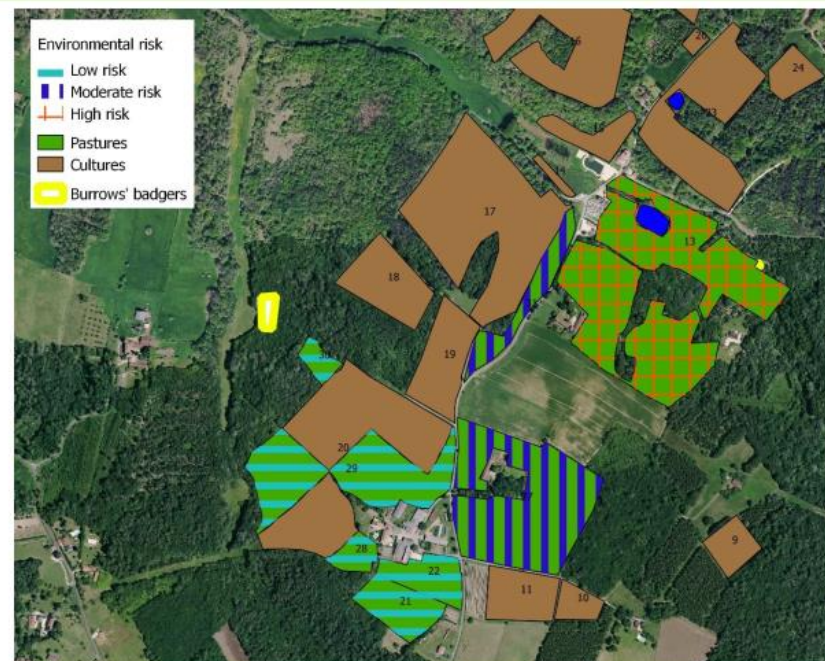 Environmental risk
Low risk
Moderate risk
High risk
Pastures
Cultures
Burrows' badgers
24
13
17
18
19
20
29
28
22
21
11
10
9